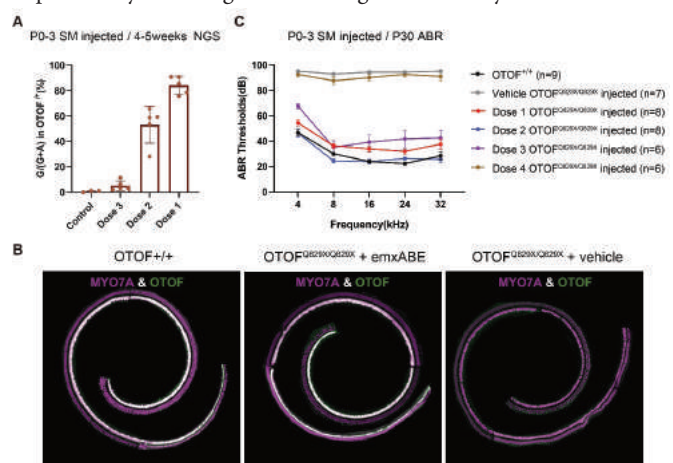 A
P0-3 SM injected / 4-5weeks NGS
G/(G+A) in OTOF (%)
100
80
60
40
20
0
Control
Dose 3
Dose 2
Dose 1
C
P0-3 SM injected / P30 ABR
ABR Thresholds(dB)
100
80
60
40
20
0
4
8
16
24
32
Frequency(kHz)
OTOF+/+ (n=9)
Vehicle OTOFQ829X/Q829X injected (n=7)
Dose 1 OTOFQ829X/Q829X injected (n=8)
Dose 2 OTOFQ829X/Q829X injected (n=8)
Dose 3 OTOFQ829X/Q829X injected (n=6)
Dose 4 OTOFQ829X/Q829X injected (n=6)
B
OTOF+/+
OTOFQ829X/Q829X + emxABE
OTOFQ829X/Q829X + vehicle
MYO7A & OTOF
MYO7A & OTOF
MYO7A & OTOF